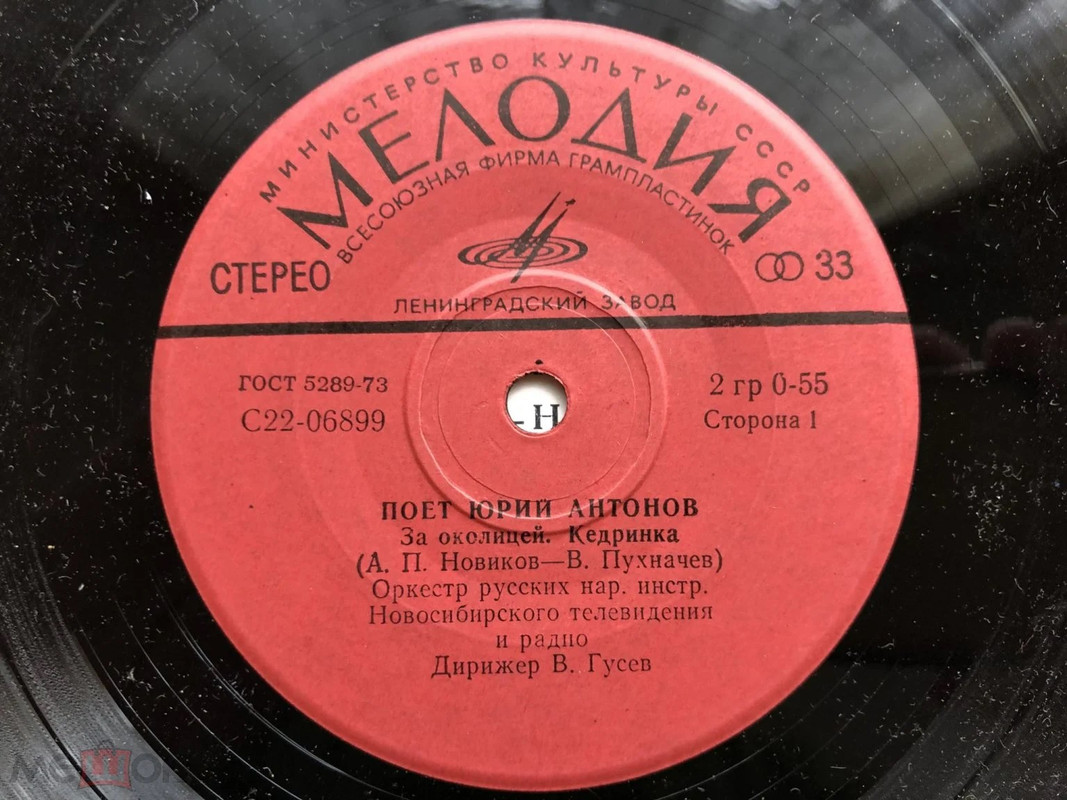 МИНИСТЕРСТВО КУЛЬТУРЫ СССР
МЕЛОДИЯ
ВСЕСОЮЗНАЯ ФИРМА ГРАМПЛАСТИНОК
СТЕРЕО
33
ЛЕНИНГРАДСКИЙ ЗАВОД
ГОСТ 5289-73
2 гр 0-55
С22-06899
Сторона 1
-Н
ПОЕТ ЮРИЙ АНТОНОВ
За околицей. Кедринка
(А. П. Новиков—В. Пухначев)
Оркестр русских нар. инстр.
Новосибирского телевидения
и радио
Дирижер В. Гусев